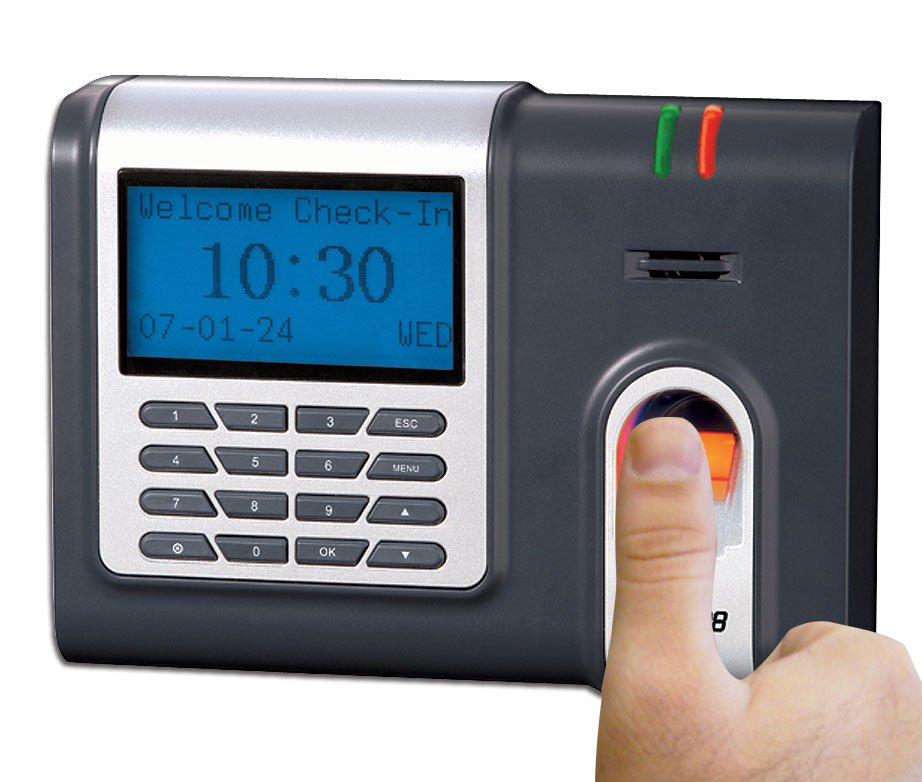 Welcome Check-In
10:30
07-01-24 WED
1 2 3 ESC
4 5 6 MENU
7 8 9
0 OK
8